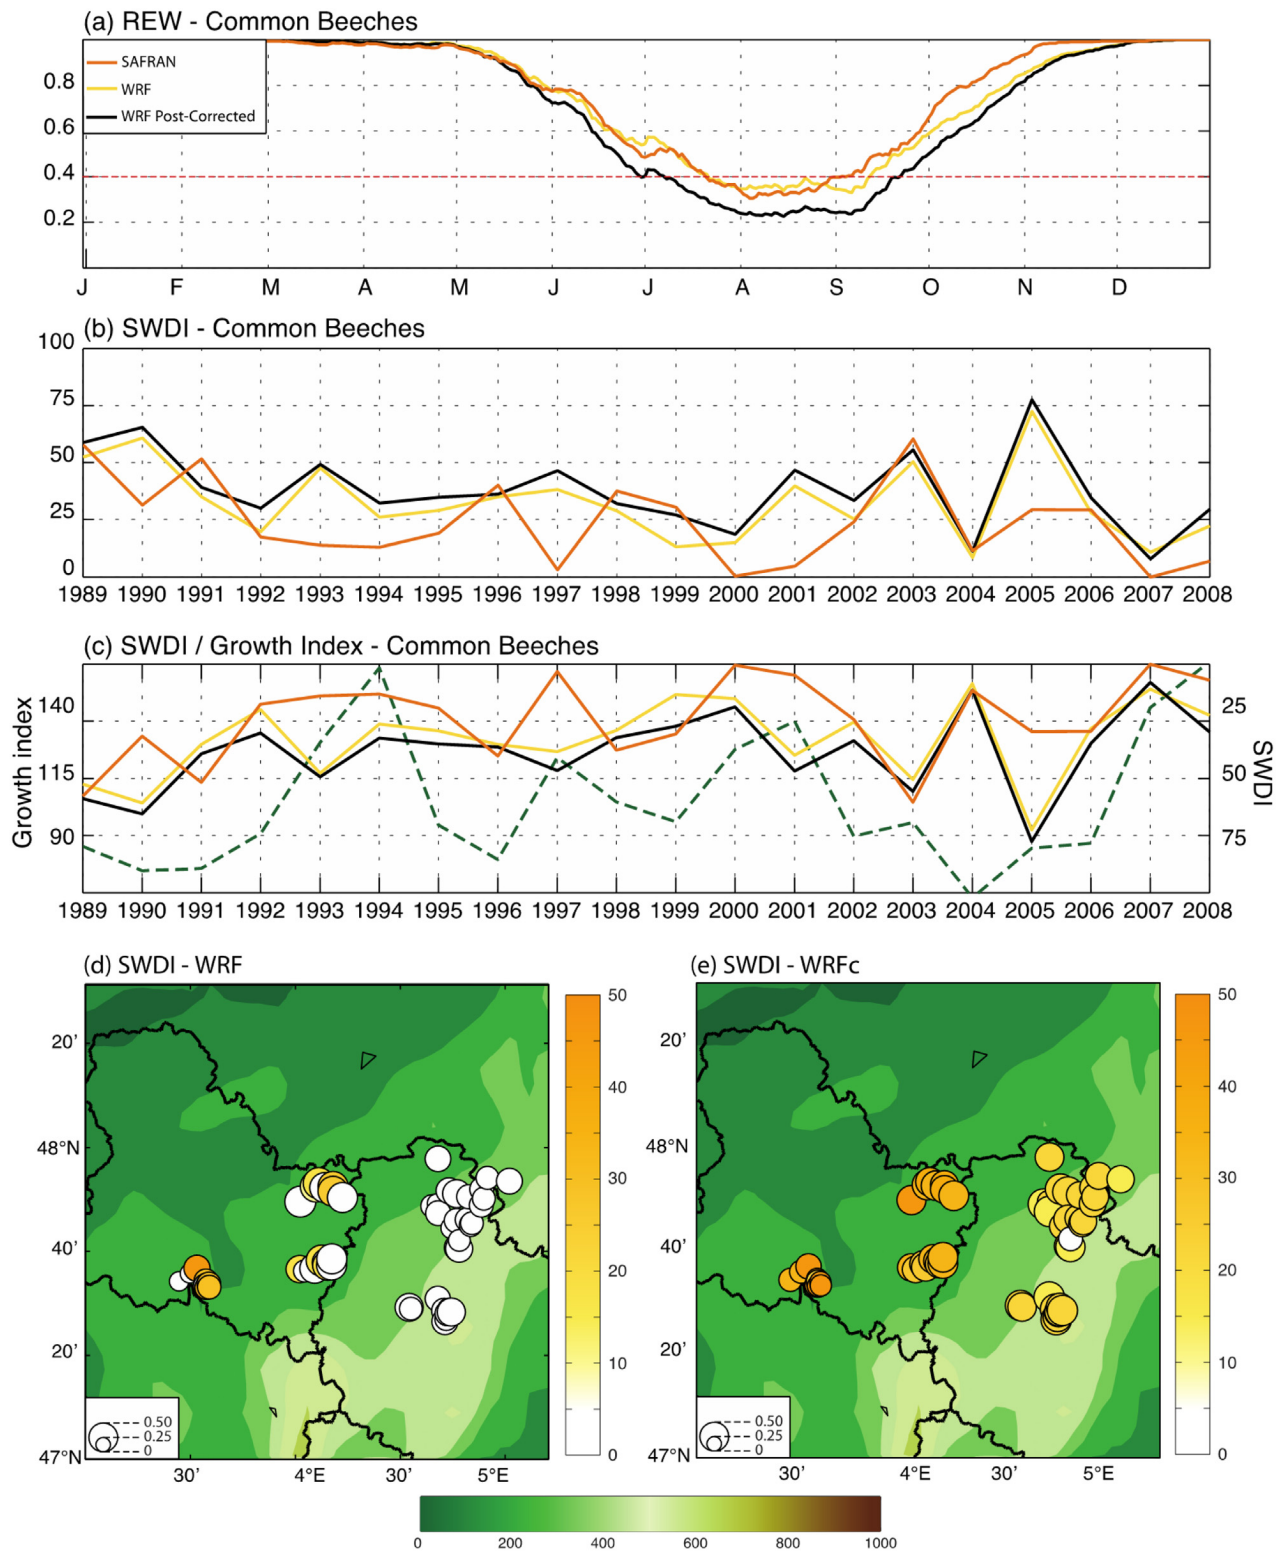 (a) REW - Common Beeches
SAFRAN
WRF
WRF Post-Corrected
0.8
0.6
0.4
0.2
J F M A M J J A S O N D
(b) SWDI - Common Beeches
100
75
50
25
0
1989 1990 1991 1992 1993 1994 1995 1996 1997 1998 1999 2000 2001 2002 2003 2004 2005 2006 2007 2008
(c) SWDI / Growth Index - Common Beeches
Growth index
140
115
90
25
50
75
SWDI
1989 1990 1991 1992 1993 1994 1995 1996 1997 1998 1999 2000 2001 2002 2003 2004 2005 2006 2007 2008
(d) SWDI - WRF
20'
48°N
40'
20'
47°N
0.50
0.25
0
30' 4°E 30' 5°E
50
40
30
20
10
0
(e) SWDI - WRFc
20'
48°N
40'
20'
47°N
0.50
0.25
0
30' 4°E 30' 5°E
50
40
30
20
10
0
0 200 400 600 800 1000